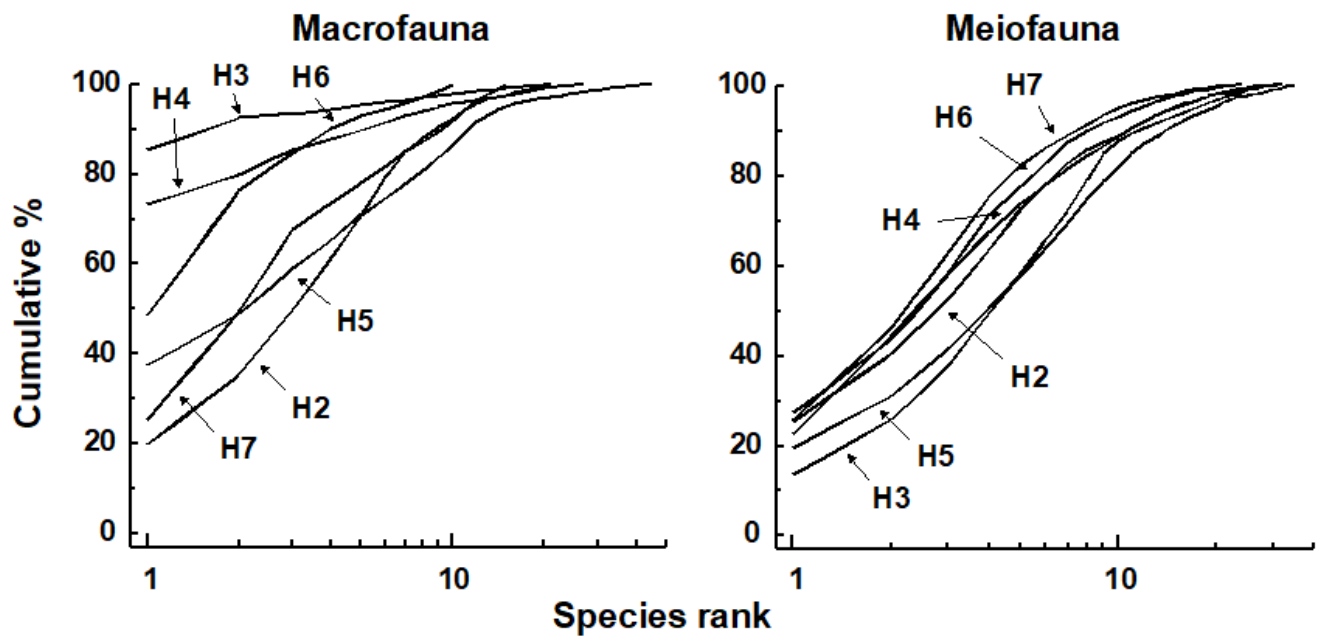 Macrofauna
Meiofauna
Cumulative %
100
80
60
40
20
0
1
10
H3
H6
H4
H5
H2
H7
100
80
60
40
20
0
1
10
H7
H6
H4
H2
H5
H3
Species rank